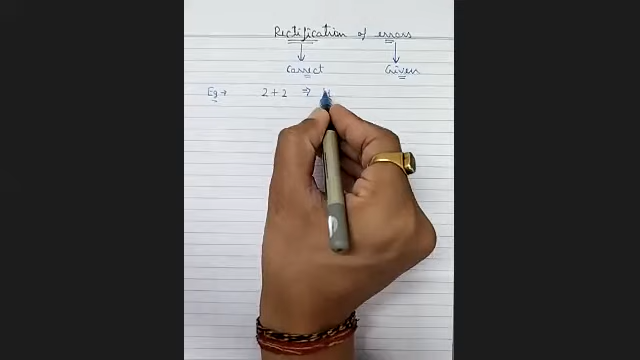 Rectification of errors
Correct Given
Eg → 2 + 2 ⇒